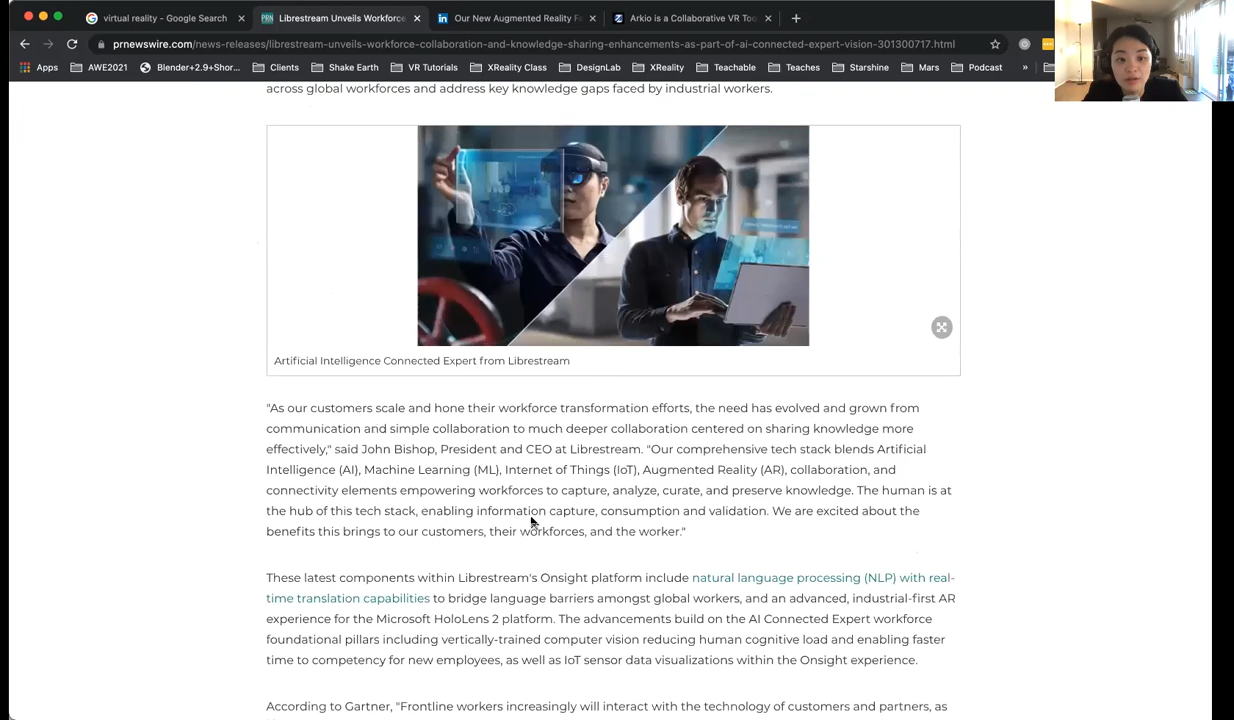 virtual reality - Google Search
PRN Librestream Unveils Workforce
Our New Augmented Reality Fe
Arkio is a Collaborative VR Too
prnewswire.com/news-releases/librestream-unveils-workforce-collaboration-and-knowledge-sharing-enhancements-as-part-of-ai-connected-expert-vision-301300717.html
Apps AWE2021 Blender+2.9+Shor... Clients Shake Earth VR Tutorials XReality Class DesignLab XReality Teachable Teaches Starshine Mars Podcast »
across global workforces and address key knowledge gaps faced by industrial workers.
Artificial Intelligence Connected Expert from Librestream
"As our customers scale and hone their workforce transformation efforts, the need has evolved and grown from
communication and simple collaboration to much deeper collaboration centered on sharing knowledge more
effectively," said John Bishop, President and CEO at Librestream. "Our comprehensive tech stack blends Artificial
Intelligence (AI), Machine Learning (ML), Internet of Things (IoT), Augmented Reality (AR), collaboration, and
connectivity elements empowering workforces to capture, analyze, curate, and preserve knowledge. The human is at
the hub of this tech stack, enabling information capture, consumption and validation. We are excited about the
benefits this brings to our customers, their workforces, and the worker."
These latest components within Librestream's Onsight platform include natural language processing (NLP) with real-
time translation capabilities to bridge language barriers amongst global workers, and an advanced, industrial-first AR
experience for the Microsoft HoloLens 2 platform. The advancements build on the AI Connected Expert workforce
foundational pillars including vertically-trained computer vision reducing human cognitive load and enabling faster
time to competency for new employees, as well as IoT sensor data visualizations within the Onsight experience.
According to Gartner, "Frontline workers increasingly will interact with the technology of customers and partners, as